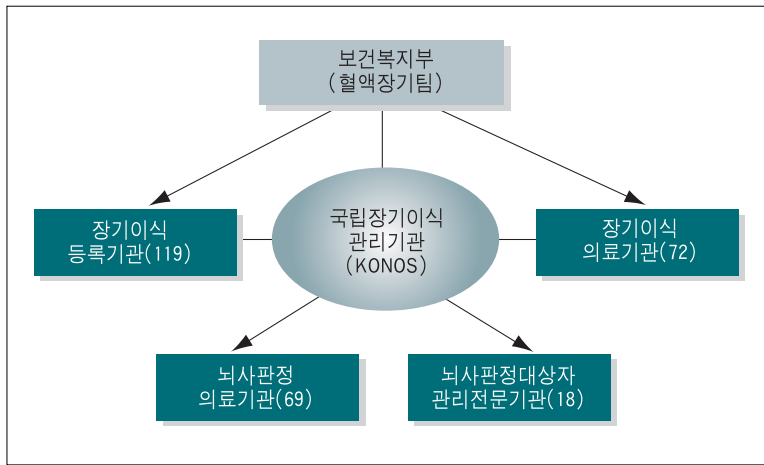 보건복지부
(혈액장기팀)
장기이식
등록기관(119)
국립장기이식
관리기관
(KONOS)
장기이식
의료기관(72)
뇌사판정
의료기관(69)
뇌사판정대상자
관리전문기관(18)